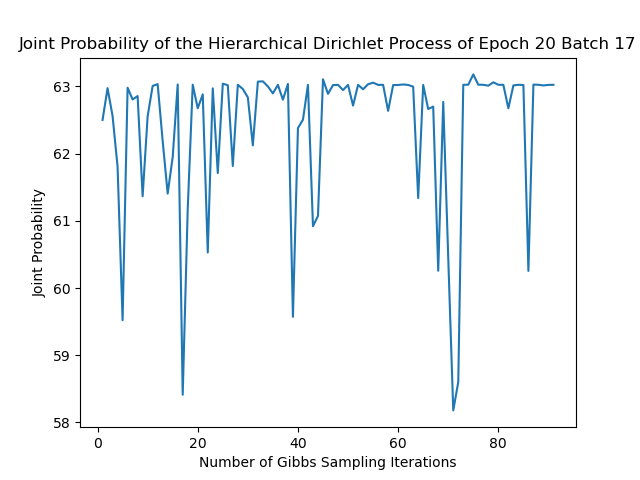 Joint Probability of the Hierarchical Dirichlet Process of Epoch 20 Batch 17
63
62
61
60
59
58
Joint Probability
0 20 40 60 80
Number of Gibbs Sampling Iterations